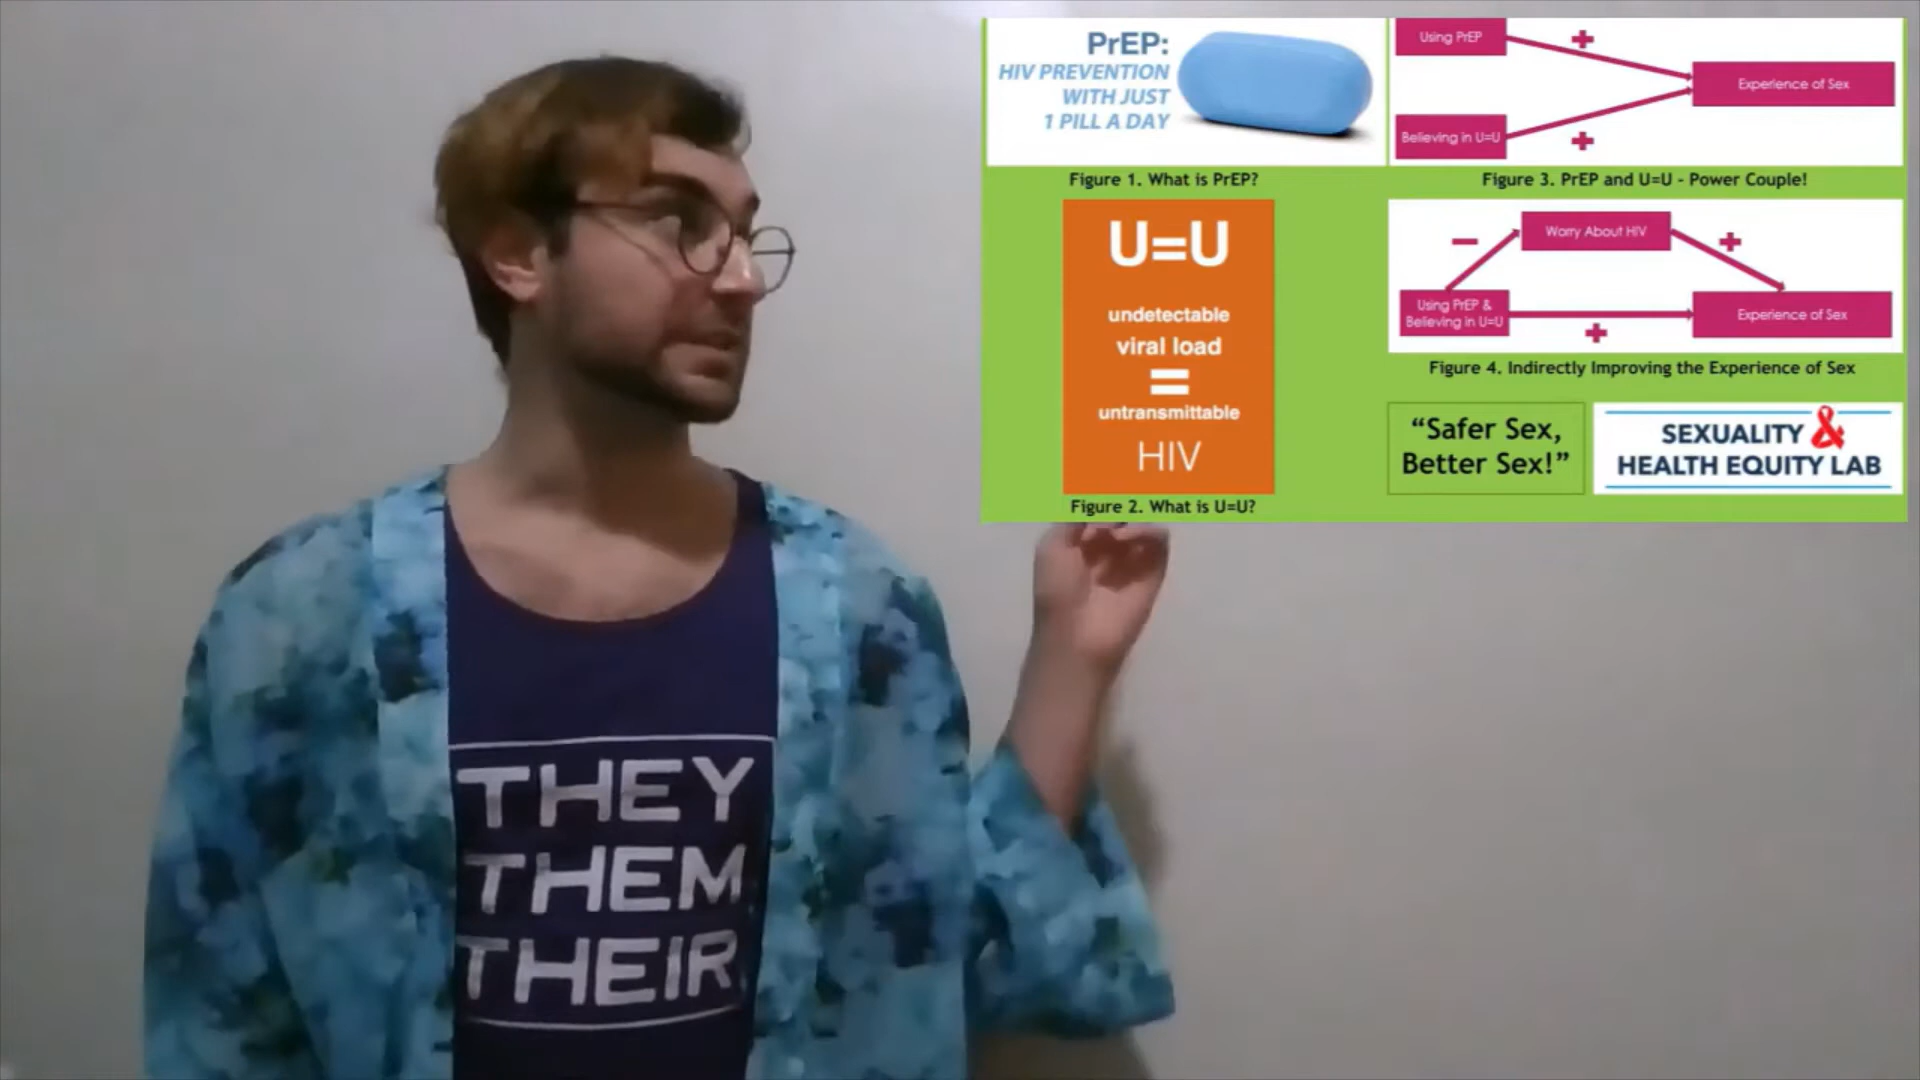 PrEP:
HIV PREVENTION
WITH JUST
1 PILL A DAY
Figure 1. What is PrEP?
U=U
undetectable
viral load
=
untransmittable
HIV
Figure 2. What is U=U?
Using PrEP
+
Experience of Sex
Believing in U=U
+
Figure 3. PrEP and U=U - Power Couple!
Worry About HIV
−
+
Using PrEP &
Believing in U=U
Experience of Sex
+
Figure 4. Indirectly Improving the Experience of Sex
“Safer Sex,
Better Sex!”
SEXUALITY &
HEALTH EQUITY LAB
THEY
THEM
THEIR